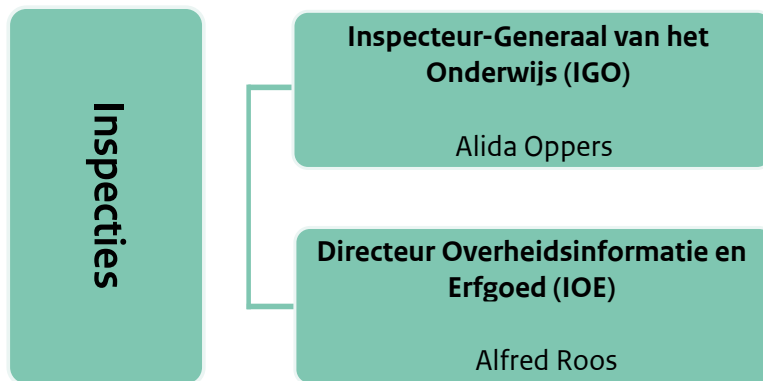 Inspecties
Inspecteur-Generaal van het
Onderwijs (IGO)
Alida Oppers
Directeur Overheidsinformatie en
Erfgoed (IOE)
Alfred Roos